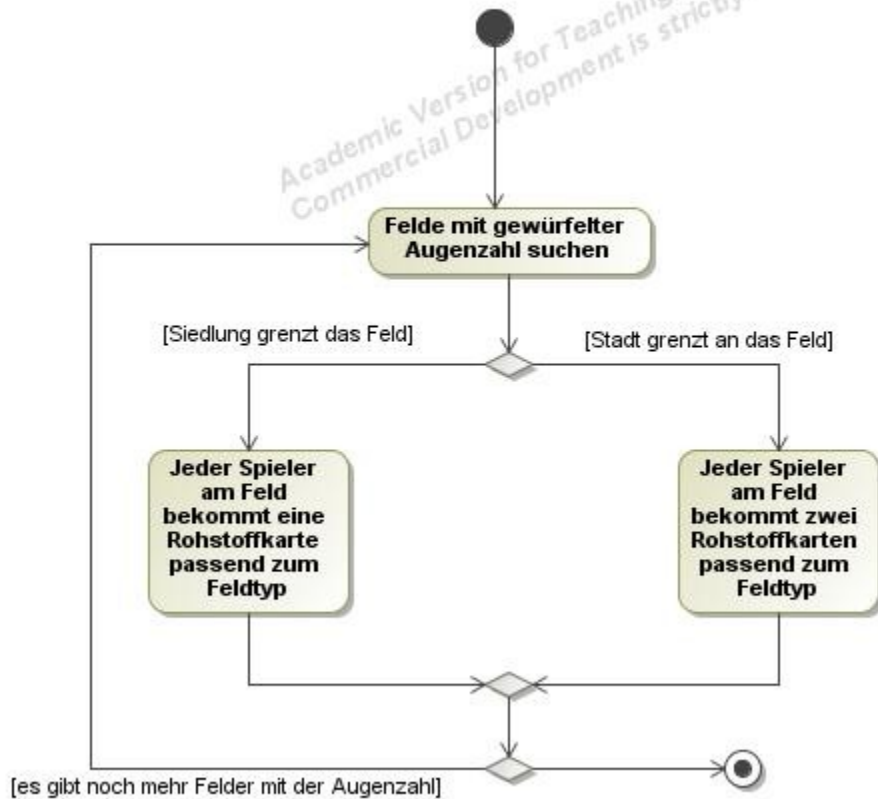 Academic Version for Teaching
Commercial Development is strictly
Felde mit gewürfelter
Augenzahl suchen
[Siedlung grenzt das Feld]
[Stadt grenzt an das Feld]
Jeder Spieler
am Feld
bekommt eine
Rohstoffkarte
passend zum
Feldtyp
Jeder Spieler
am Feld
bekommt zwei
Rohstoffkarten
passend zum
Feldtyp
[es gibt noch mehr Felder mit der Augenzahl]